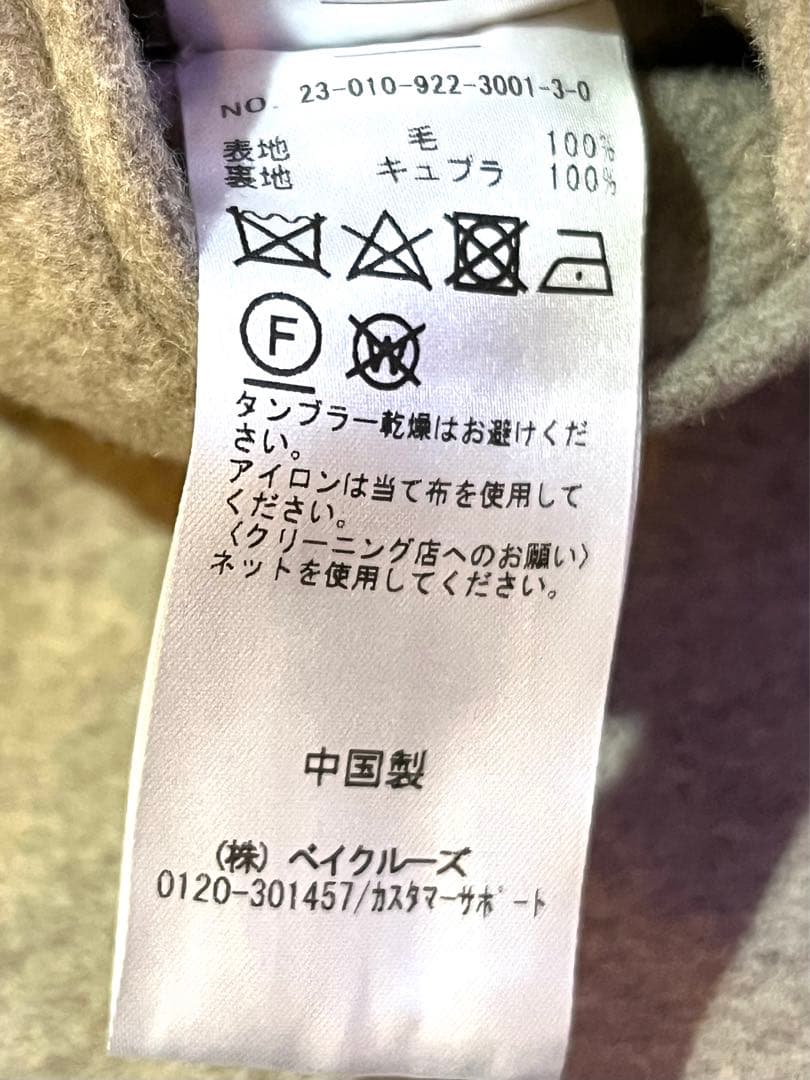 NO. 23-010-922-3001-3-0
表地 毛 100%
裏地 キュプラ 100%
F W
タンブラー乾燥はお避けくだ
さい。
アイロンは当て布を使用して
ください。
〈クリーニング店へのお願い〉
ネットを使用してください。
中国製
(株) ベイクルーズ
0120-301457/カスタマーサポート